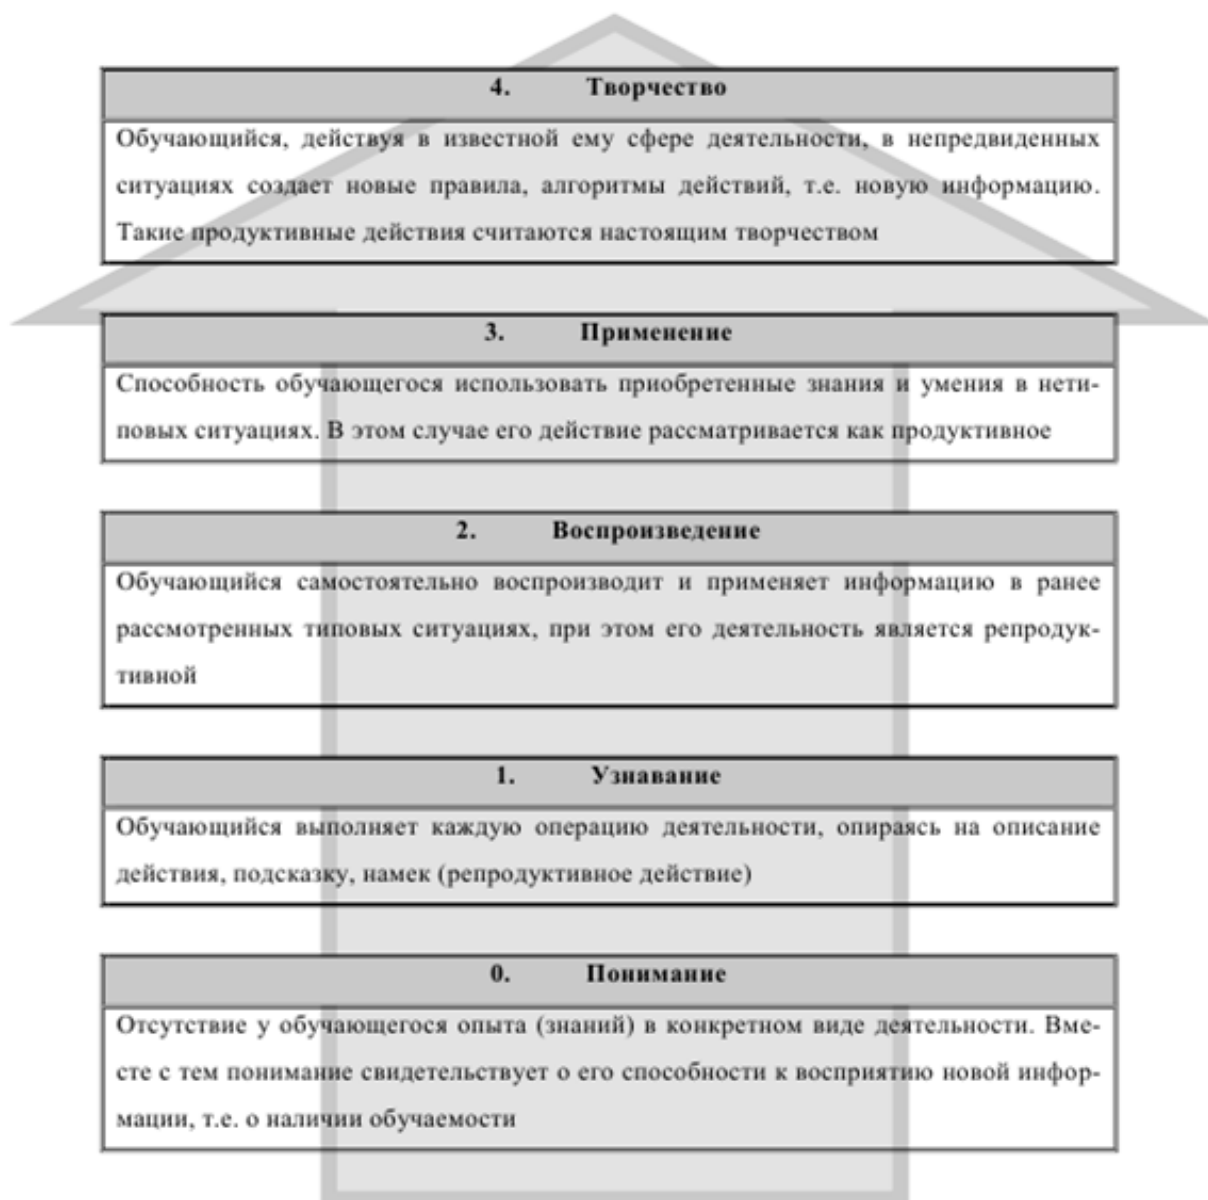 4. Творчество
Обучающийся, действуя в известной ему сфере деятельности, в непредвиденных
ситуациях создает новые правила, алгоритмы действий, т.е. новую информацию.
Такие продуктивные действия считаются настоящим творчеством
3. Применение
Способность обучающегося использовать приобретенные знания и умения в нети-
повых ситуациях. В этом случае его действие рассматривается как продуктивное
2. Воспроизведение
Обучающийся самостоятельно воспроизводит и применяет информацию в ранее
рассмотренных типовых ситуациях, при этом его деятельность является репродук-
тивной
1. Узнавание
Обучающийся выполняет каждую операцию деятельности, опираясь на описание
действия, подсказку, намек (репродуктивное действие)
0. Понимание
Отсутствие у обучающегося опыта (знаний) в конкретном виде деятельности. Вме-
сте с тем понимание свидетельствует о его способности к восприятию новой инфор-
мации, т.е. о наличии обучаемости